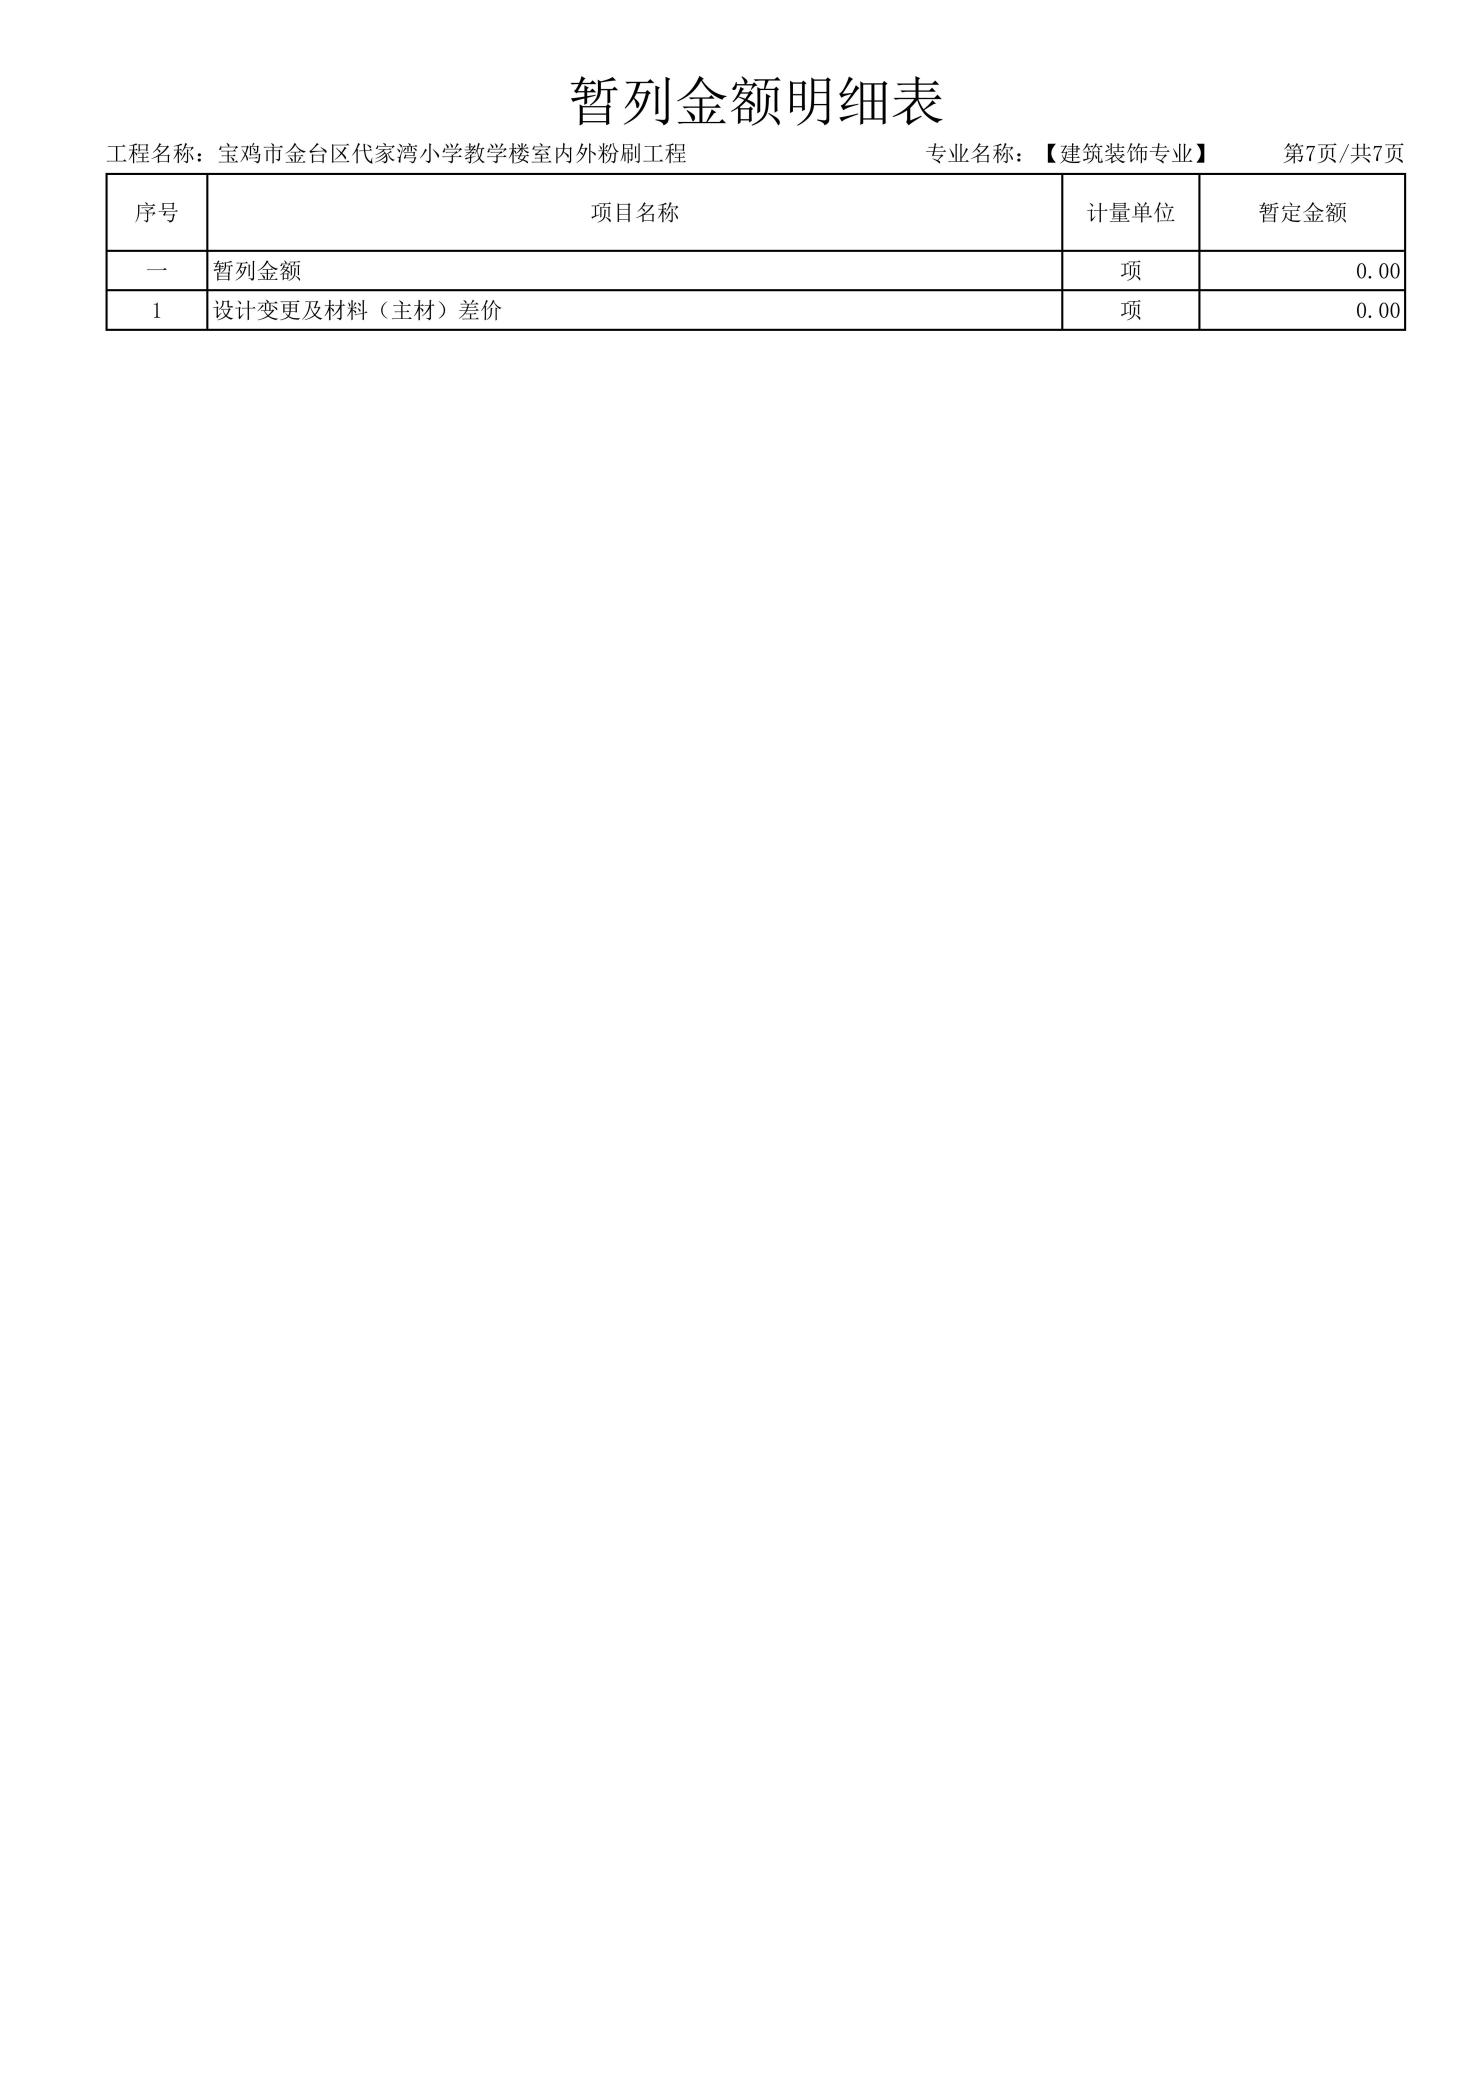 暂列金额明细表
工程名称：宝鸡市金台区代家湾小学教学楼室内外粉刷工程 专业名称：【建筑装饰专业】 第7页/共7页
序号 项目名称 计量单位 暂定金额
一 暂列金额 项 0.00
1 设计变更及材料（主材）差价 项 0.00